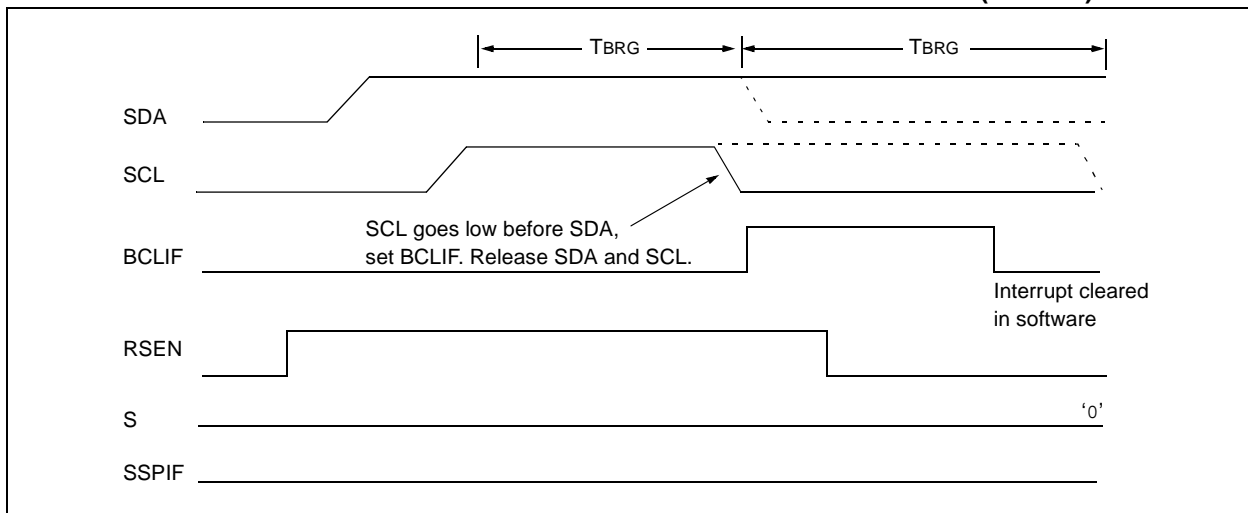 TBRG TBRG
SDA
SCL
SCL goes low before SDA,
set BCLIF. Release SDA and SCL.
BCLIF
Interrupt cleared
in software
RSEN
S
‘0’
SSPIF